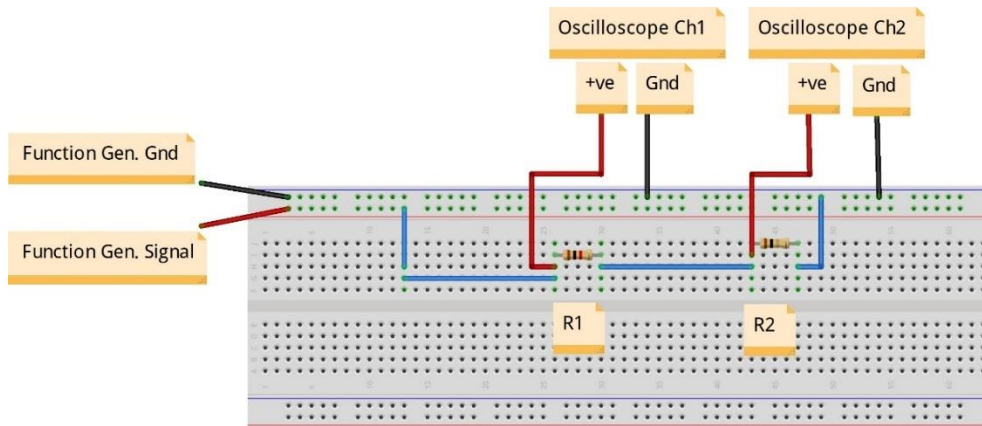 Oscilloscope Ch1
Oscilloscope Ch2
+ve
Gnd
+ve
Gnd
Function Gen. Gnd
Function Gen. Signal
R1
R2